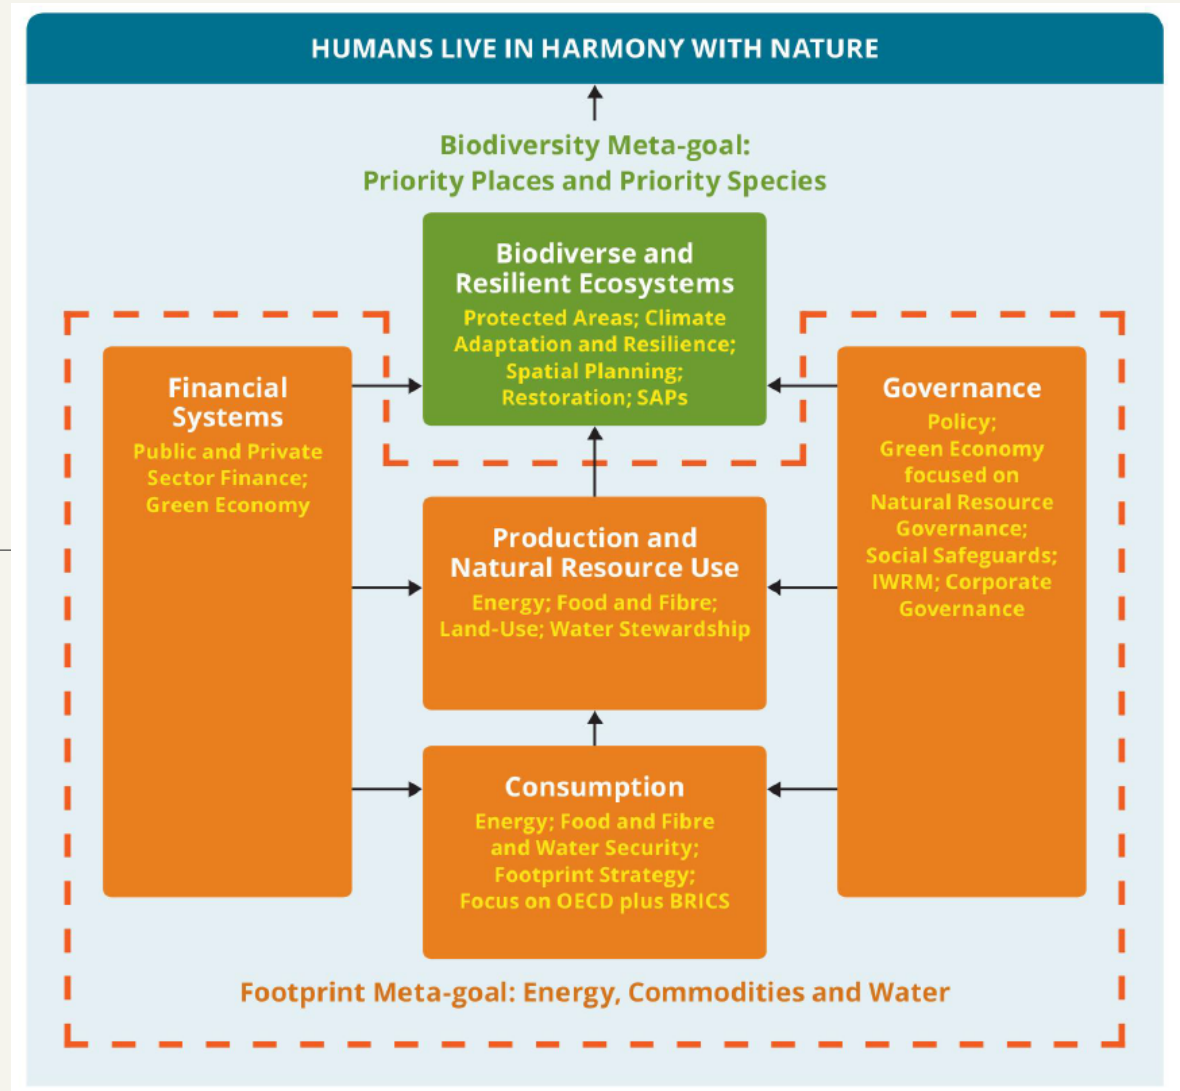 HUMANS LIVE IN HARMONY WITH NATURE
Biodiversity Meta-goal:
Priority Places and Priority Species
Biodiverse and
Resilient Ecosystems
Protected Areas; Climate
Adaptation and Resilience;
Spatial Planning;
Restoration; SAPs
Financial
Systems
Public and Private
Sector Finance;
Green Economy
Governance
Policy;
Green Economy
focused on
Natural Resource
Governance;
Social Safeguards;
IWRM; Corporate
Governance
Production and
Natural Resource Use
Energy; Food and Fibre;
Land-Use; Water Stewardship
Consumption
Energy; Food and Fibre
and Water Security;
Footprint Strategy;
Focus on OECD plus BRICS
Footprint Meta-goal: Energy, Commodities and Water